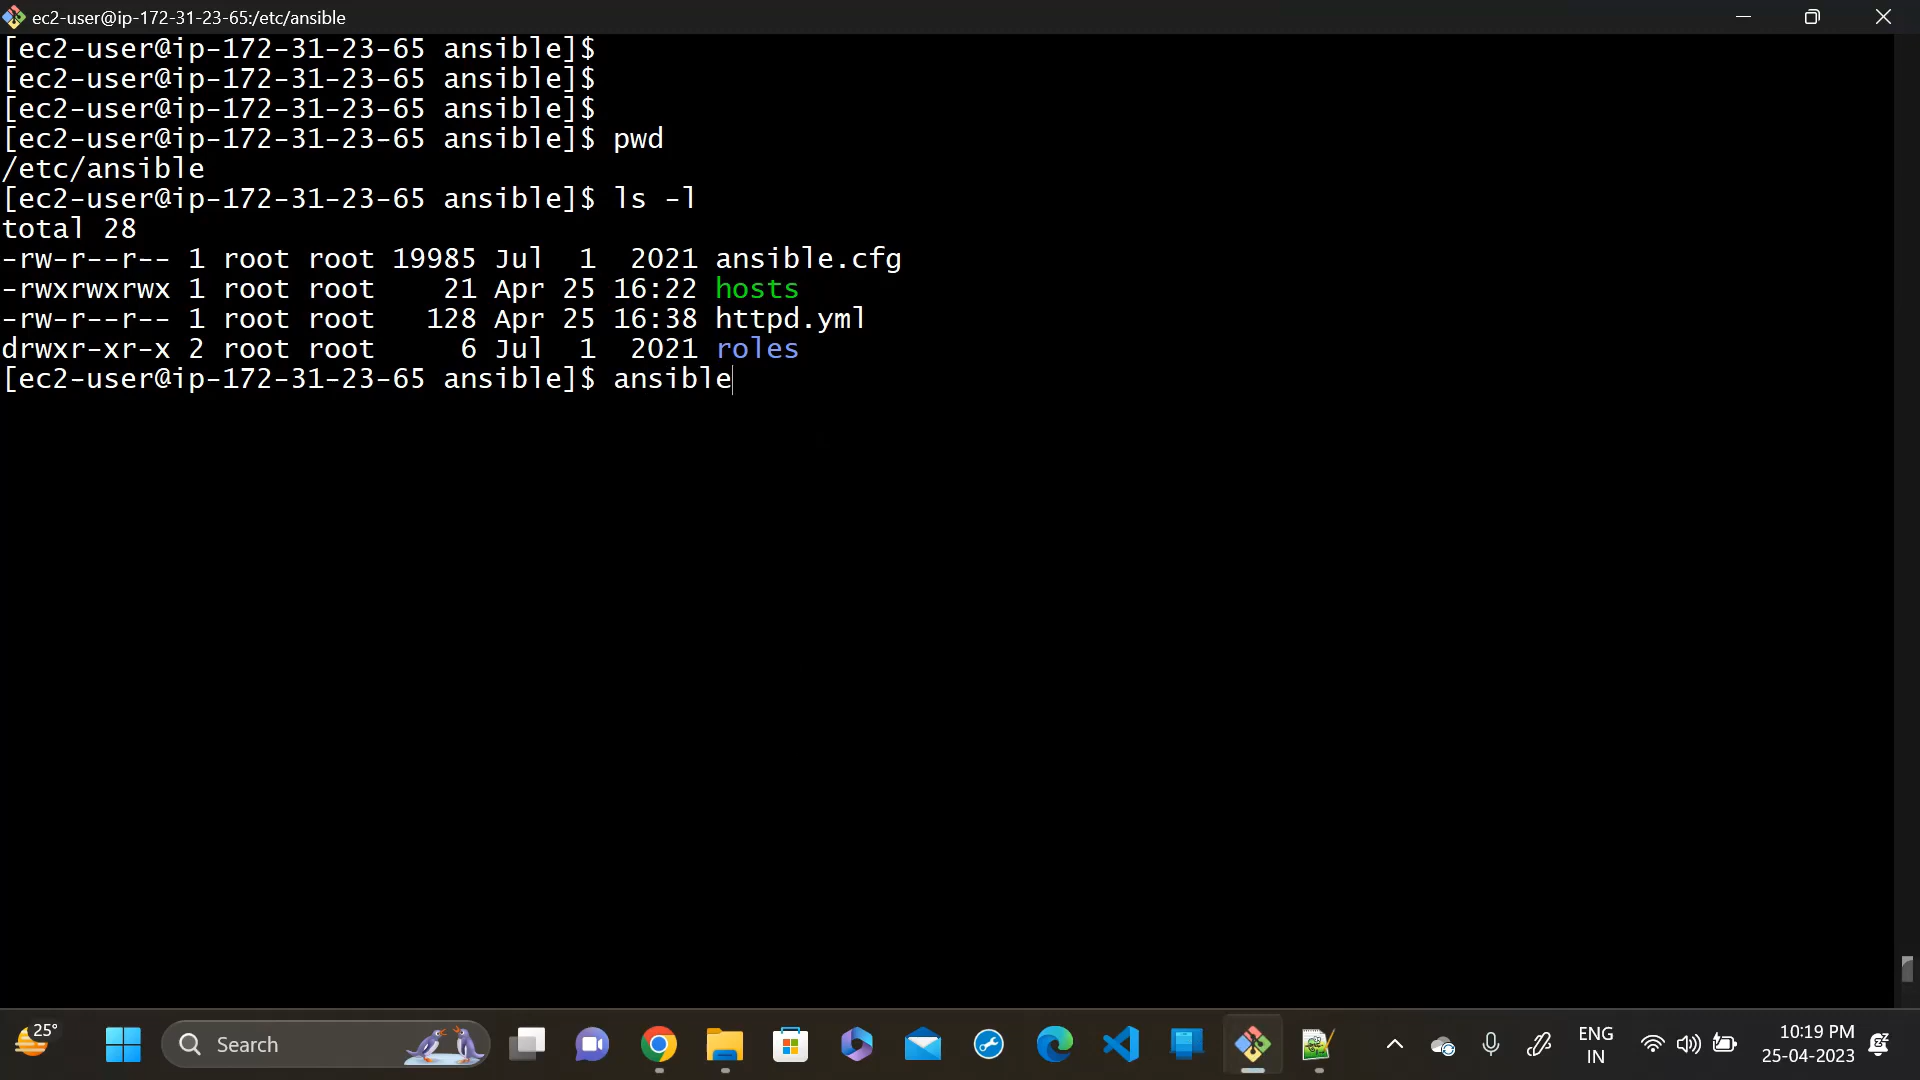 ec2-user@ip-172-31-23-65:/etc/ansible
[ec2-user@ip-172-31-23-65 ansible]$
[ec2-user@ip-172-31-23-65 ansible]$
[ec2-user@ip-172-31-23-65 ansible]$
[ec2-user@ip-172-31-23-65 ansible]$ pwd
/etc/ansible
[ec2-user@ip-172-31-23-65 ansible]$ ls -l
total 28
-rw-r--r-- 1 root root 19985 Jul  1  2021 ansible.cfg
-rwxrwxrwx 1 root root    21 Apr 25 16:22 hosts
-rw-r--r-- 1 root root   128 Apr 25 16:38 httpd.yml
drwxr-xr-x 2 root root     6 Jul  1  2021 roles
[ec2-user@ip-172-31-23-65 ansible]$ ansible
25°
Search
ENG
IN
10:19 PM
25-04-2023